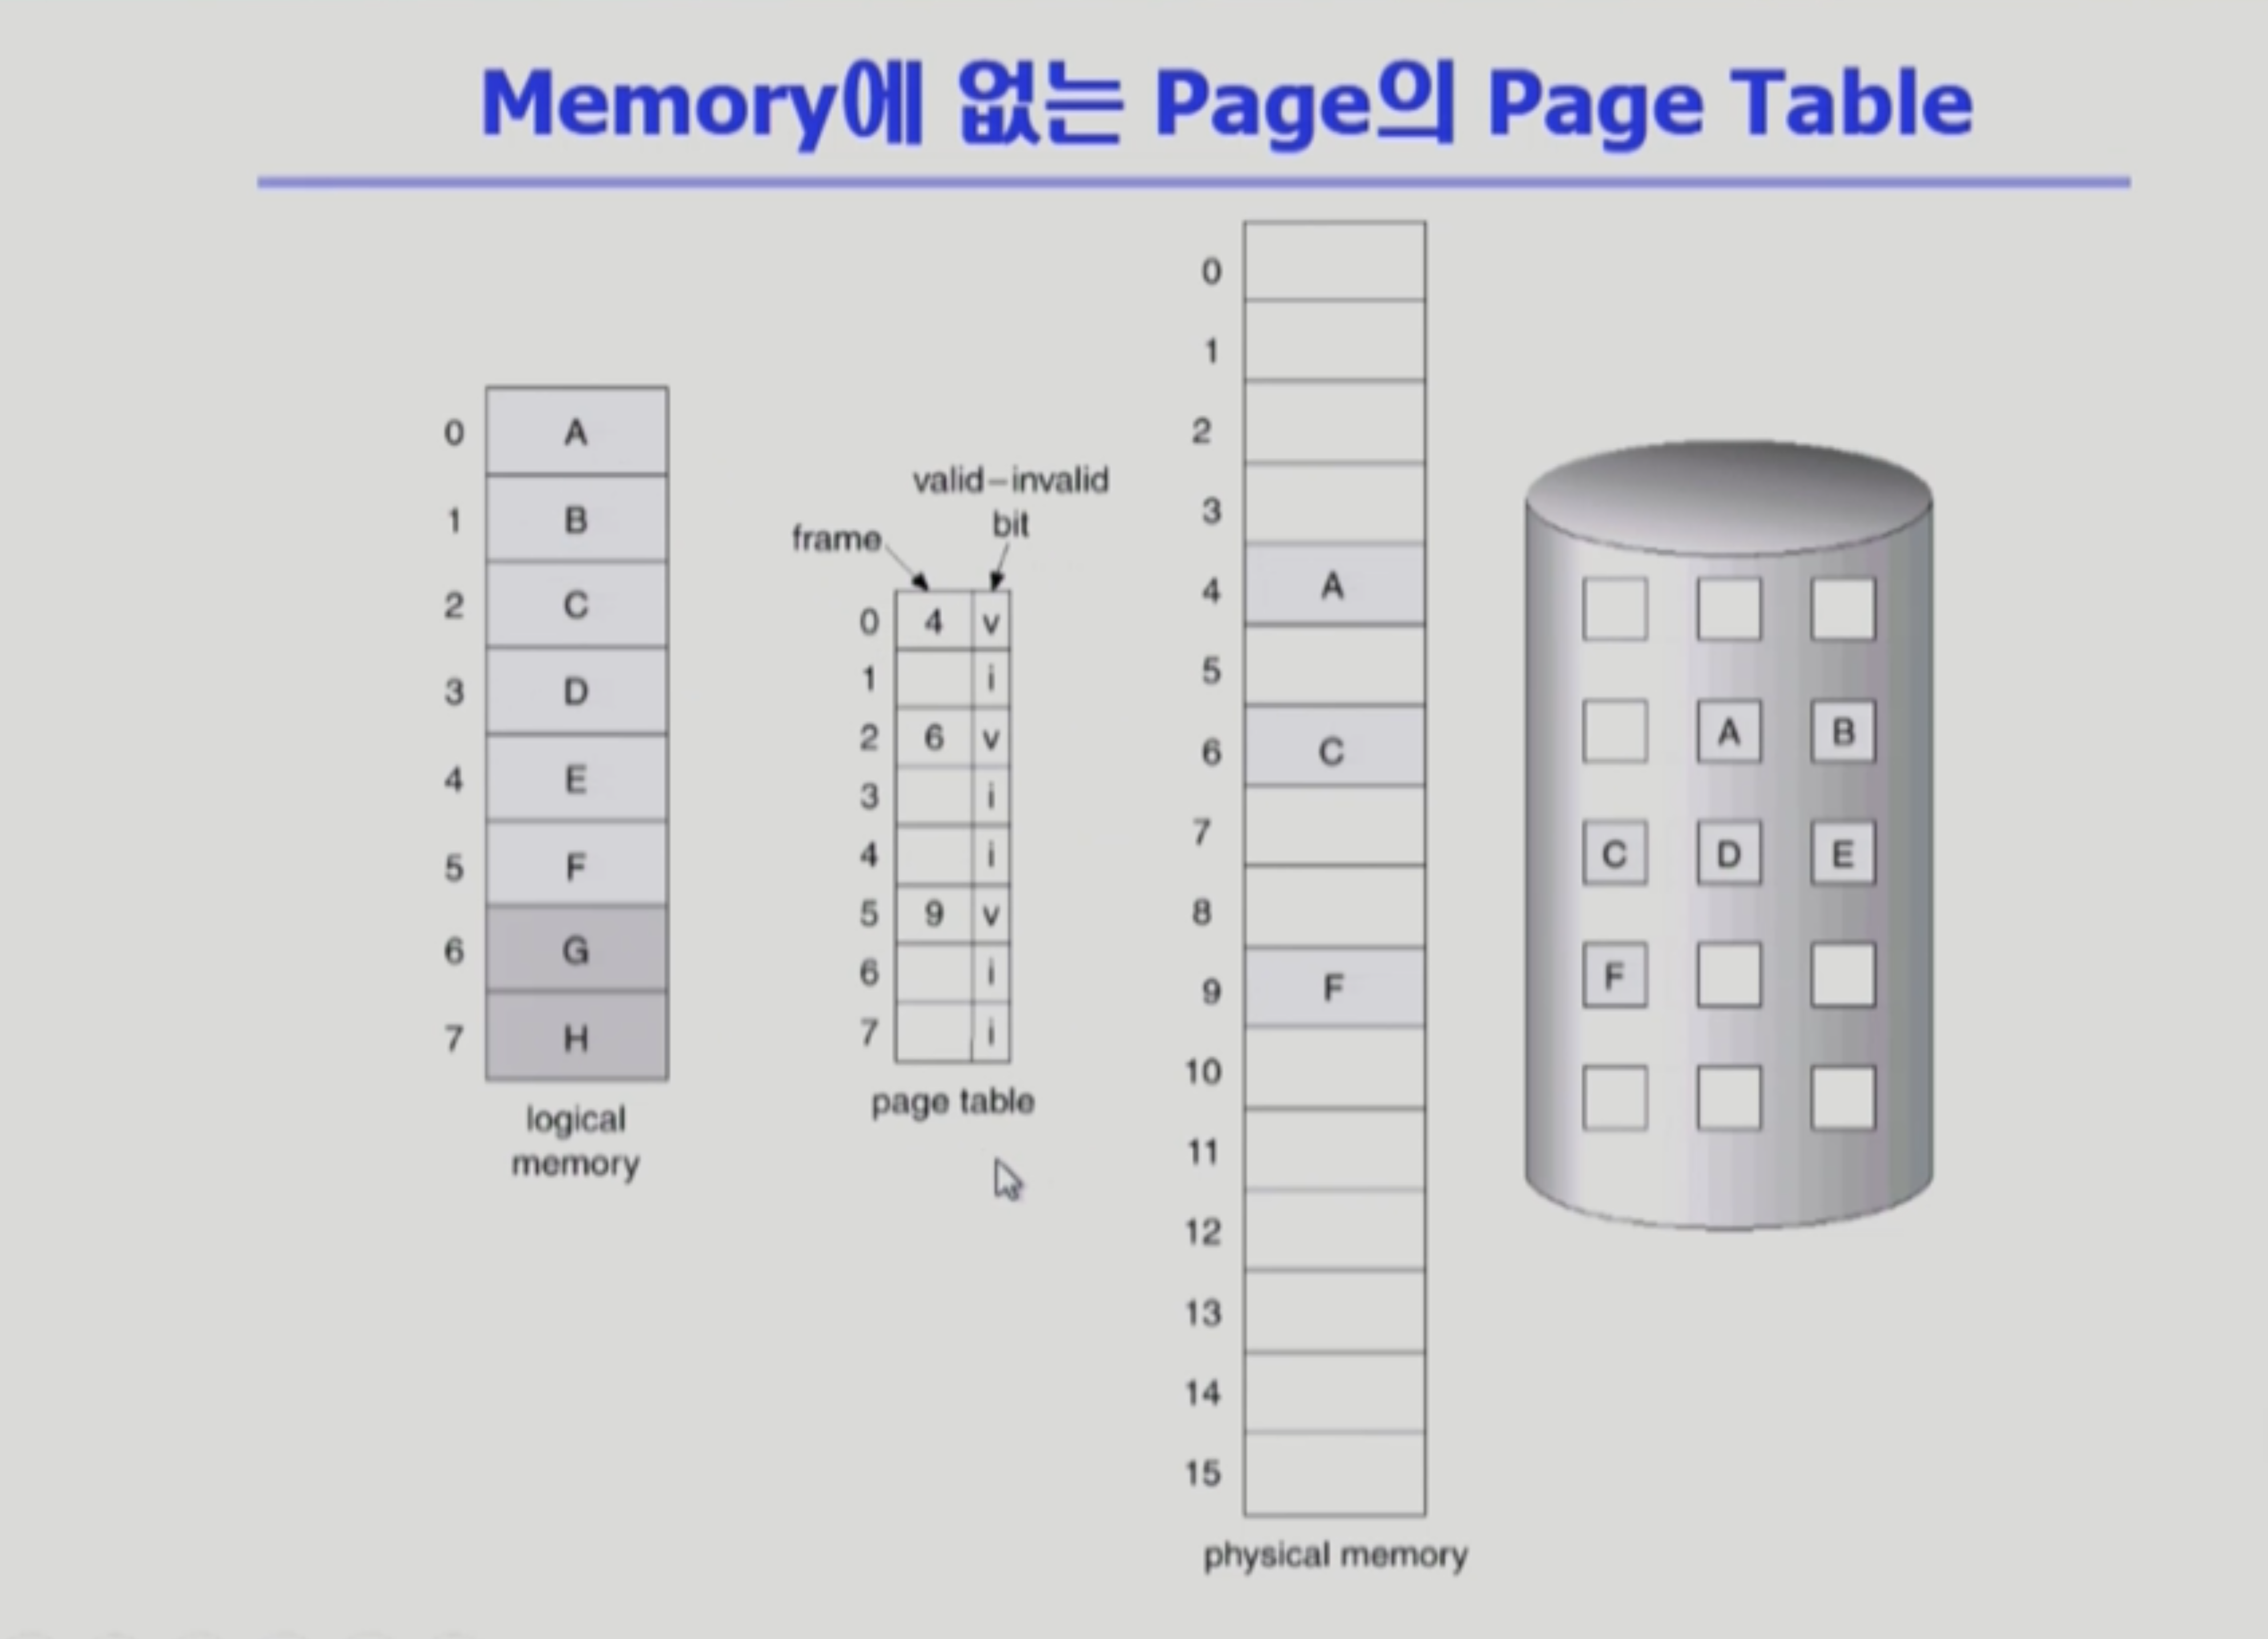 Memory에 없는 Page의 Page Table
0 A
1 B
2 C
3 D
4 E
5 F
6 G
7 H
logical
memory
valid–invalid
bit
frame
0 4 v
1 i
2 6 v
3 i
4 i
5 9 v
6 i
7 i
page table
0
1
2
3
4 A
5
6 C
7
8
9 F
10
11
12
13
14
15
physical memory
A B
C D E
F